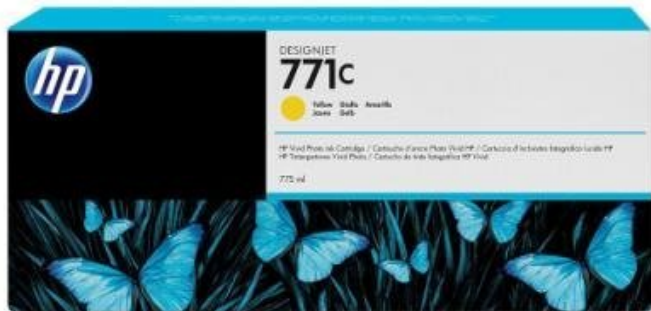 hp
DESIGNJET
771C
Yellow Giallo Amarillo
Jaune Gelb
HP Vivid Photo Ink Cartridge / Cartouche d'encre Photo Vivid HP / Cartuccia d'inchiostro fotografico HP
HP Tintenpatrone Vivid Photo / Cartucho de tinta fotográfica HP Vivid
775 ml